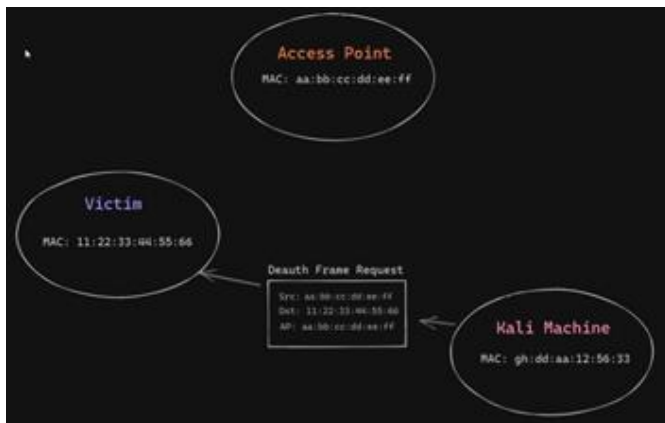 Access Point
MAC: aa:bb:cc:dd:ee:ff
Victim
MAC: 11:22:33:44:55:66
Deauth Frame Request
Src: aa:bb:cc:dd:ee:ff
Dst: 11:22:33:44:55:66
AP: aa:bb:cc:dd:ee:ff
Kali Machine
MAC: gh:dd:aa:12:56:33